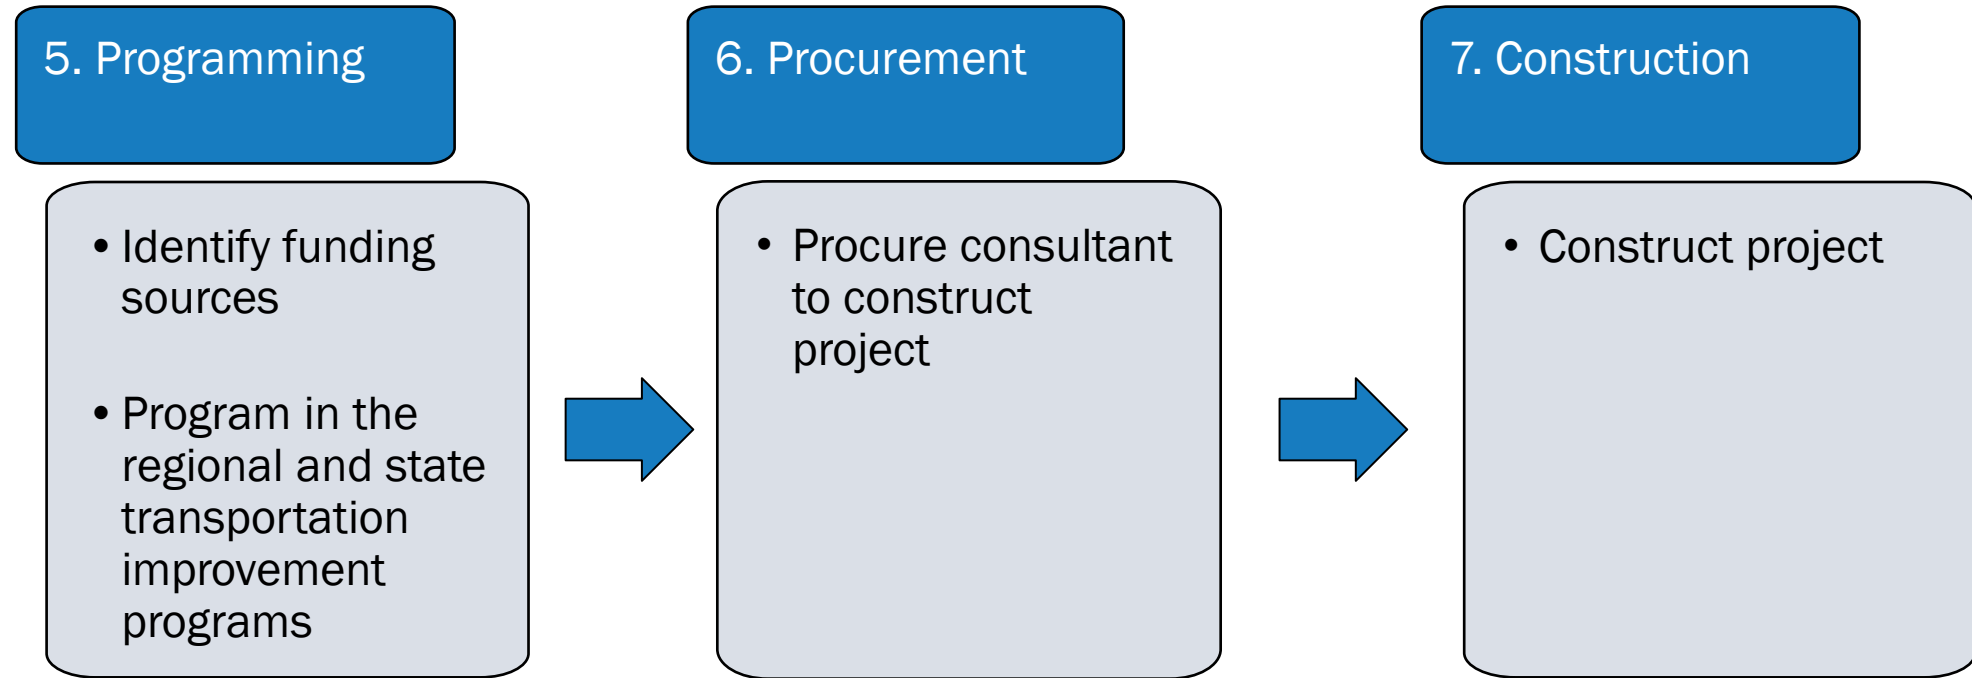 5. Programming
• Identify funding
sources
• Program in the
regional and state
transportation
improvement
programs
6. Procurement
• Procure consultant
to construct
project
7. Construction
• Construct project